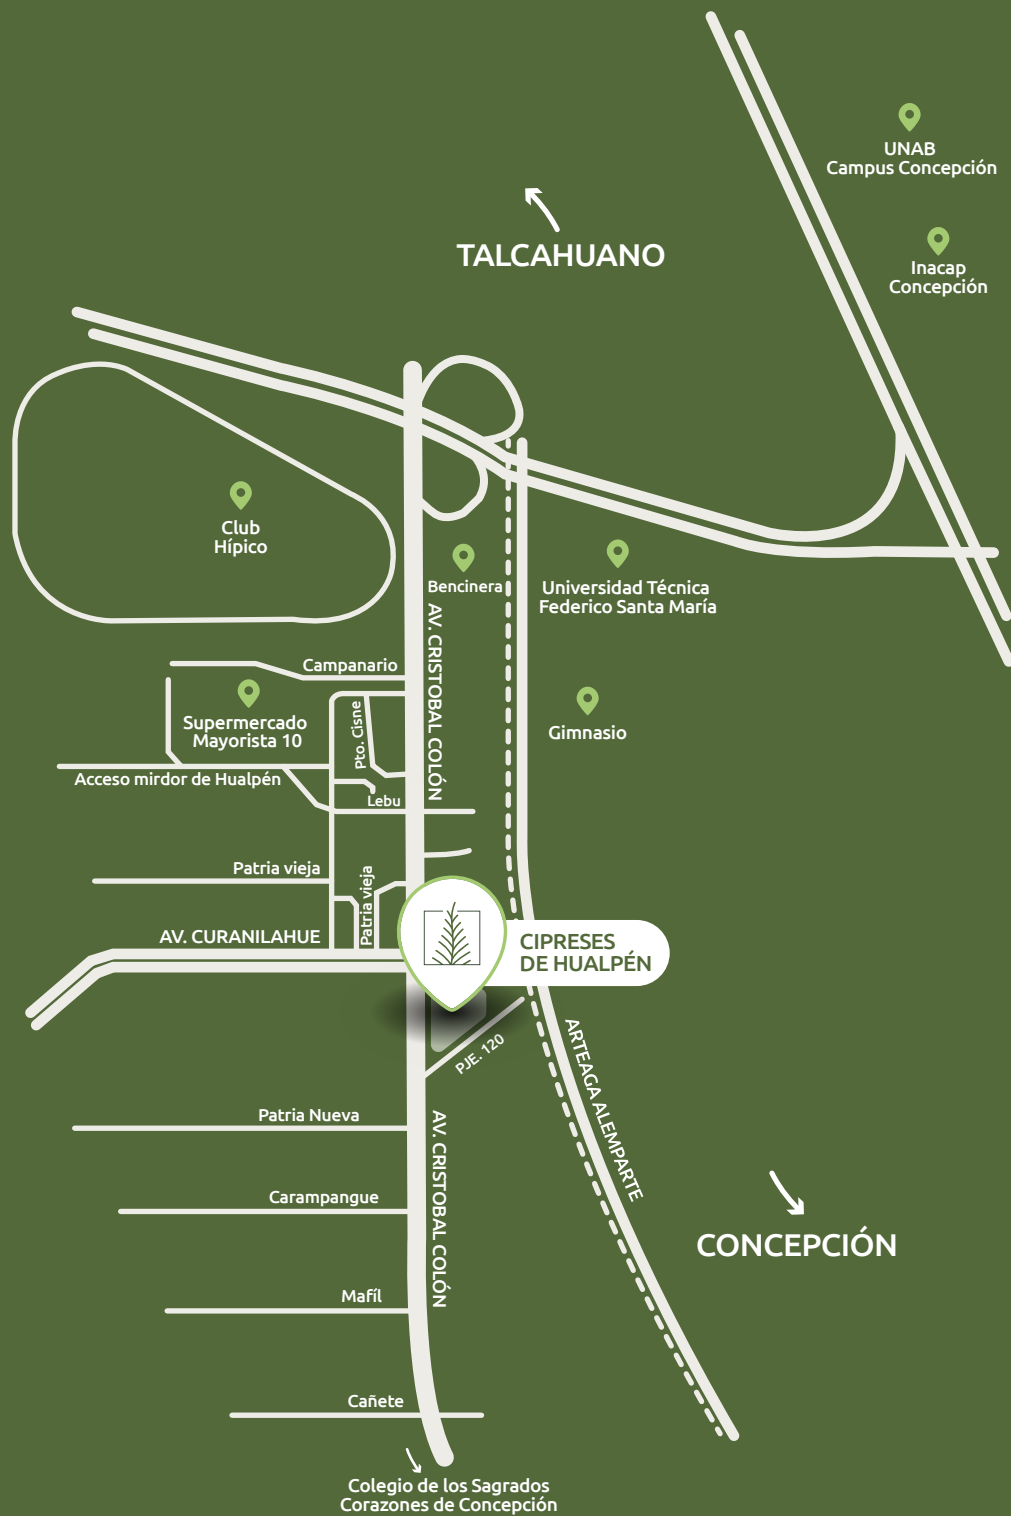 UNAB
Campus Concepción
Inacap
Concepción
TALCAHUANO
Club
Hípico
Bencinera
Universidad Técnica
Federico Santa María
AV. CRISTOBAL COLÓN
Campanario
Supermercado
Mayorista 10
Pto. Cisne
Gimnasio
Acceso mirdor de Hualpén
Lebu
Patria vieja
Patria vieja
AV. CURANILAHUE
CIPRESES
DE HUALPÉN
PJE. 120
ARTEAGA ALEMPARTE
Patria Nueva
AV. CRISTOBAL COLÓN
Carampangue
CONCEPCIÓN
Mafíl
Cañete
Colegio de los Sagrados
Corazones de Concepción